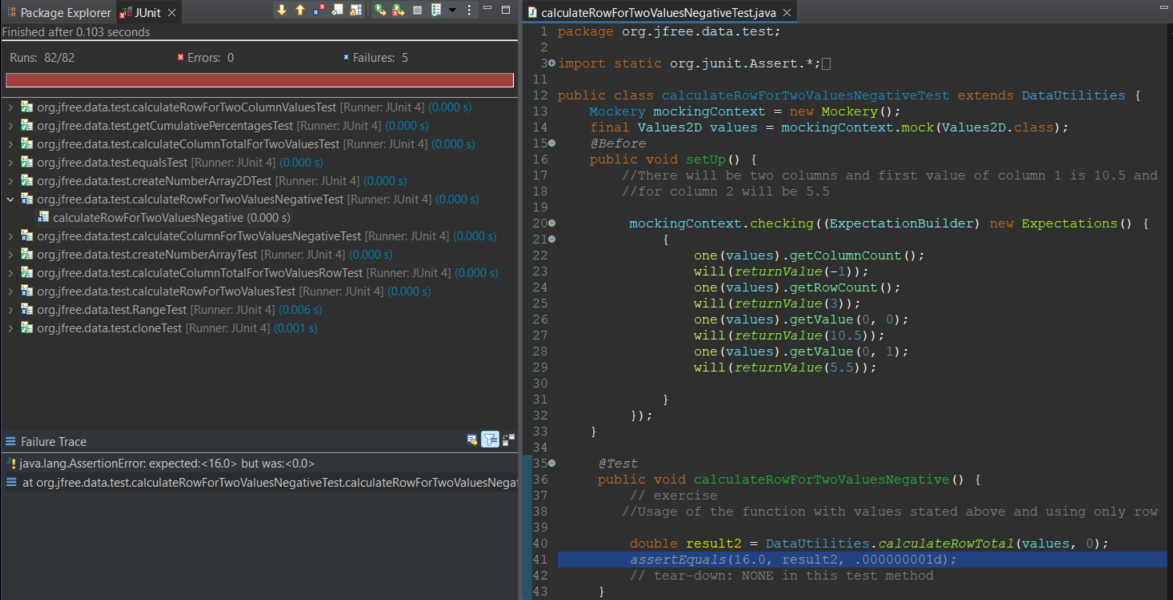 Package Explorer JUnit
Finished after 0.103 seconds
Runs: 82/82 Errors: 0 Failures: 5
org.jfree.data.test.calculateRowForTwoColumnValuesTest [Runner: JUnit 4] (0.000 s)
org.jfree.data.test.getCumulativePercentagesTest [Runner: JUnit 4] (0.000 s)
org.jfree.data.test.calculateColumnTotalForTwoValuesTest [Runner: JUnit 4] (0.000 s)
org.jfree.data.test.equalsTest [Runner: JUnit 4] (0.000 s)
org.jfree.data.test.createNumberArray2DTest [Runner: JUnit 4] (0.000 s)
org.jfree.data.test.calculateRowForTwoValuesNegativeTest [Runner: JUnit 4] (0.000 s)
calculateRowForTwoValuesNegative (0.000 s)
org.jfree.data.test.calculateColumnForTwoValuesNegativeTest [Runner: JUnit 4] (0.000 s)
org.jfree.data.test.createNumberArrayTest [Runner: JUnit 4] (0.000 s)
org.jfree.data.test.calculateColumnTotalForTwoValuesRowTest [Runner: JUnit 4] (0.000 s)
org.jfree.data.test.calculateRowForTwoValuesTest [Runner: JUnit 4] (0.000 s)
org.jfree.data.test.RangeTest [Runner: JUnit 4] (0.006 s)
org.jfree.data.test.cloneTest [Runner: JUnit 4] (0.001 s)
Failure Trace
java.lang.AssertionError: expected:<16.0> but was:<0.0>
at org.jfree.data.test.calculateRowForTwoValuesNegativeTest.calculateRowForTwoValuesNegat
calculateRowForTwoValuesNegativeTest.java
1 package org.jfree.data.test;
2
3 import static org.junit.Assert.*;
11
12 public class calculateRowForTwoValuesNegativeTest extends DataUtilities {
13 Mockery mockingContext = new Mockery();
14 final Values2D values = mockingContext.mock(Values2D.class);
15 @Before
16 public void setUp() {
17 //There will be two columns and first value of column 1 is 10.5 and
18 //for column 2 will be 5.5
19
20 mockingContext.checking((ExpectationBuilder) new Expectations() {
21 {
22 one(values).getColumnCount();
23 will(returnValue(-1));
24 one(values).getRowCount();
25 will(returnValue(3));
26 one(values).getValue(0, 0);
27 will(returnValue(10.5));
28 one(values).getValue(0, 1);
29 will(returnValue(5.5));
30
31 }
32 });
33 }
34
35 @Test
36 public void calculateRowForTwoValuesNegative() {
37 // exercise
38 //Usage of the function with values stated above and using only row
39
40 double result2 = DataUtilities.calculateRowTotal(values, 0);
41 assertEquals(16.0, result2, .000000001d);
42 // tear-down: NONE in this test method
43 }